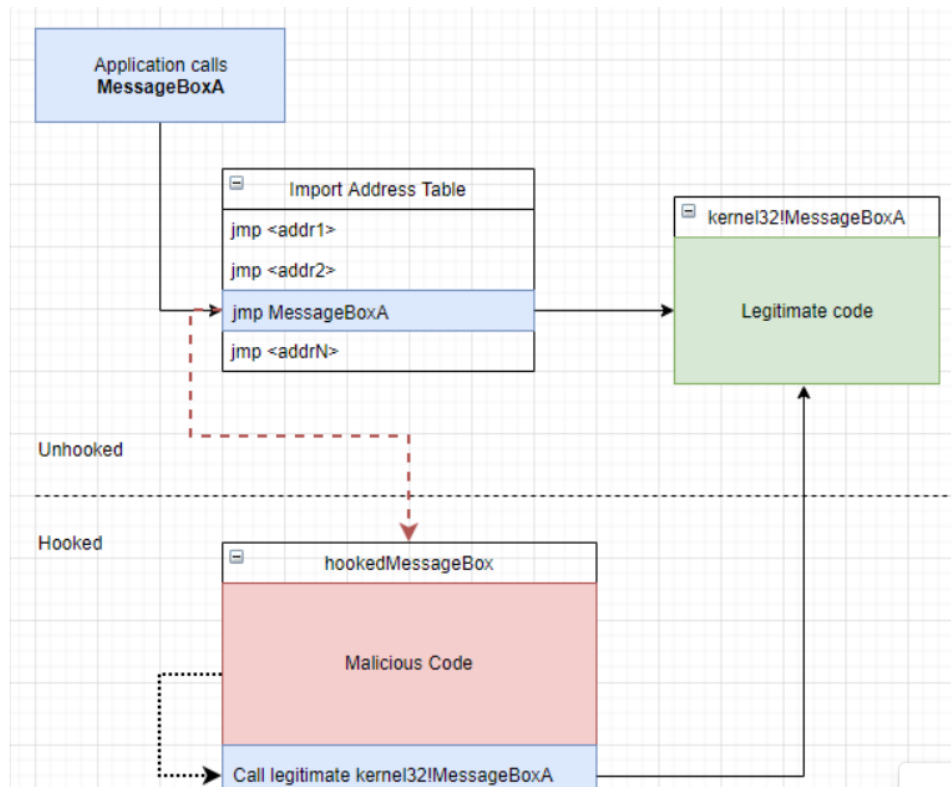 Application calls
MessageBoxA
Import Address Table
jmp <addr1>
jmp <addr2>
jmp MessageBoxA
jmp <addrN>
kernel32!MessageBoxA
Legitimate code
Unhooked
Hooked
hookedMessageBox
Malicious Code
Call legitimate kernel32!MessageBoxA